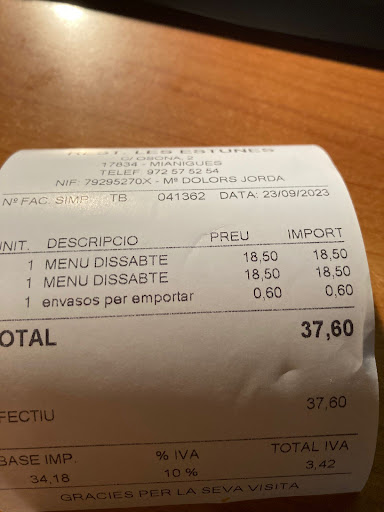 REST. LES ESTUNES
C/ OSONA, 2
17834 - MIANIGUES
TELEF. 972 57 52 54
NIF: 79295270X - Mª DOLORS JORDA
Nº FAC. SIMP.: TB 041362 DATA: 23/09/2023
UNIT. DESCRIPCIO PREU IMPORT
1 MENU DISSABTE 18,50 18,50
1 MENU DISSABTE 18,50 18,50
1 envasos per emportar 0,60 0,60
OTAL 37,60
FECTIU 37,60
BASE IMP. % IVA TOTAL IVA
34,18 10 % 3,42
GRACIES PER LA SEVA VISITA